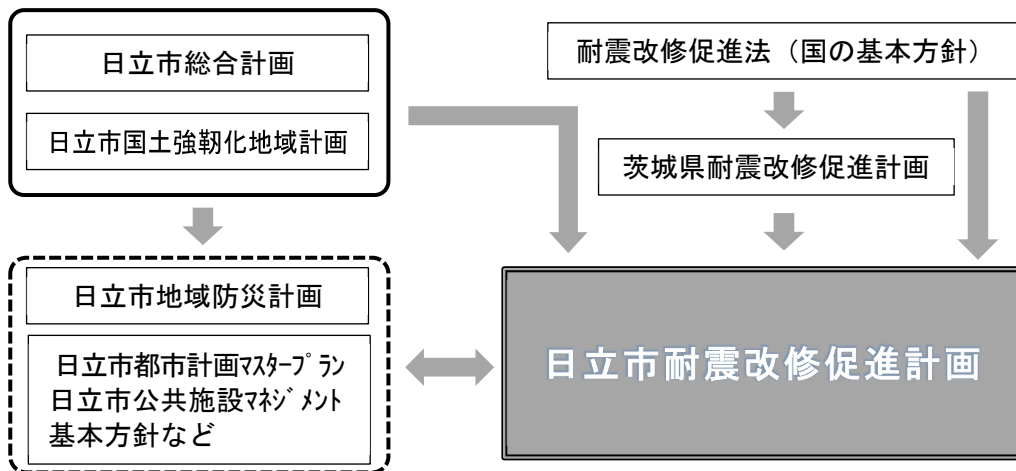 日立市総合計画
日立市国土強靭化地域計画
耐震改修促進法（国の基本方針）
茨城県耐震改修促進計画
日立市地域防災計画
日立市都市計画ﾏｽﾀｰﾌﾟﾗﾝ
日立市公共施設ﾏﾈｼﾞﾒﾝﾄ
基本方針など
日立市耐震改修促進計画